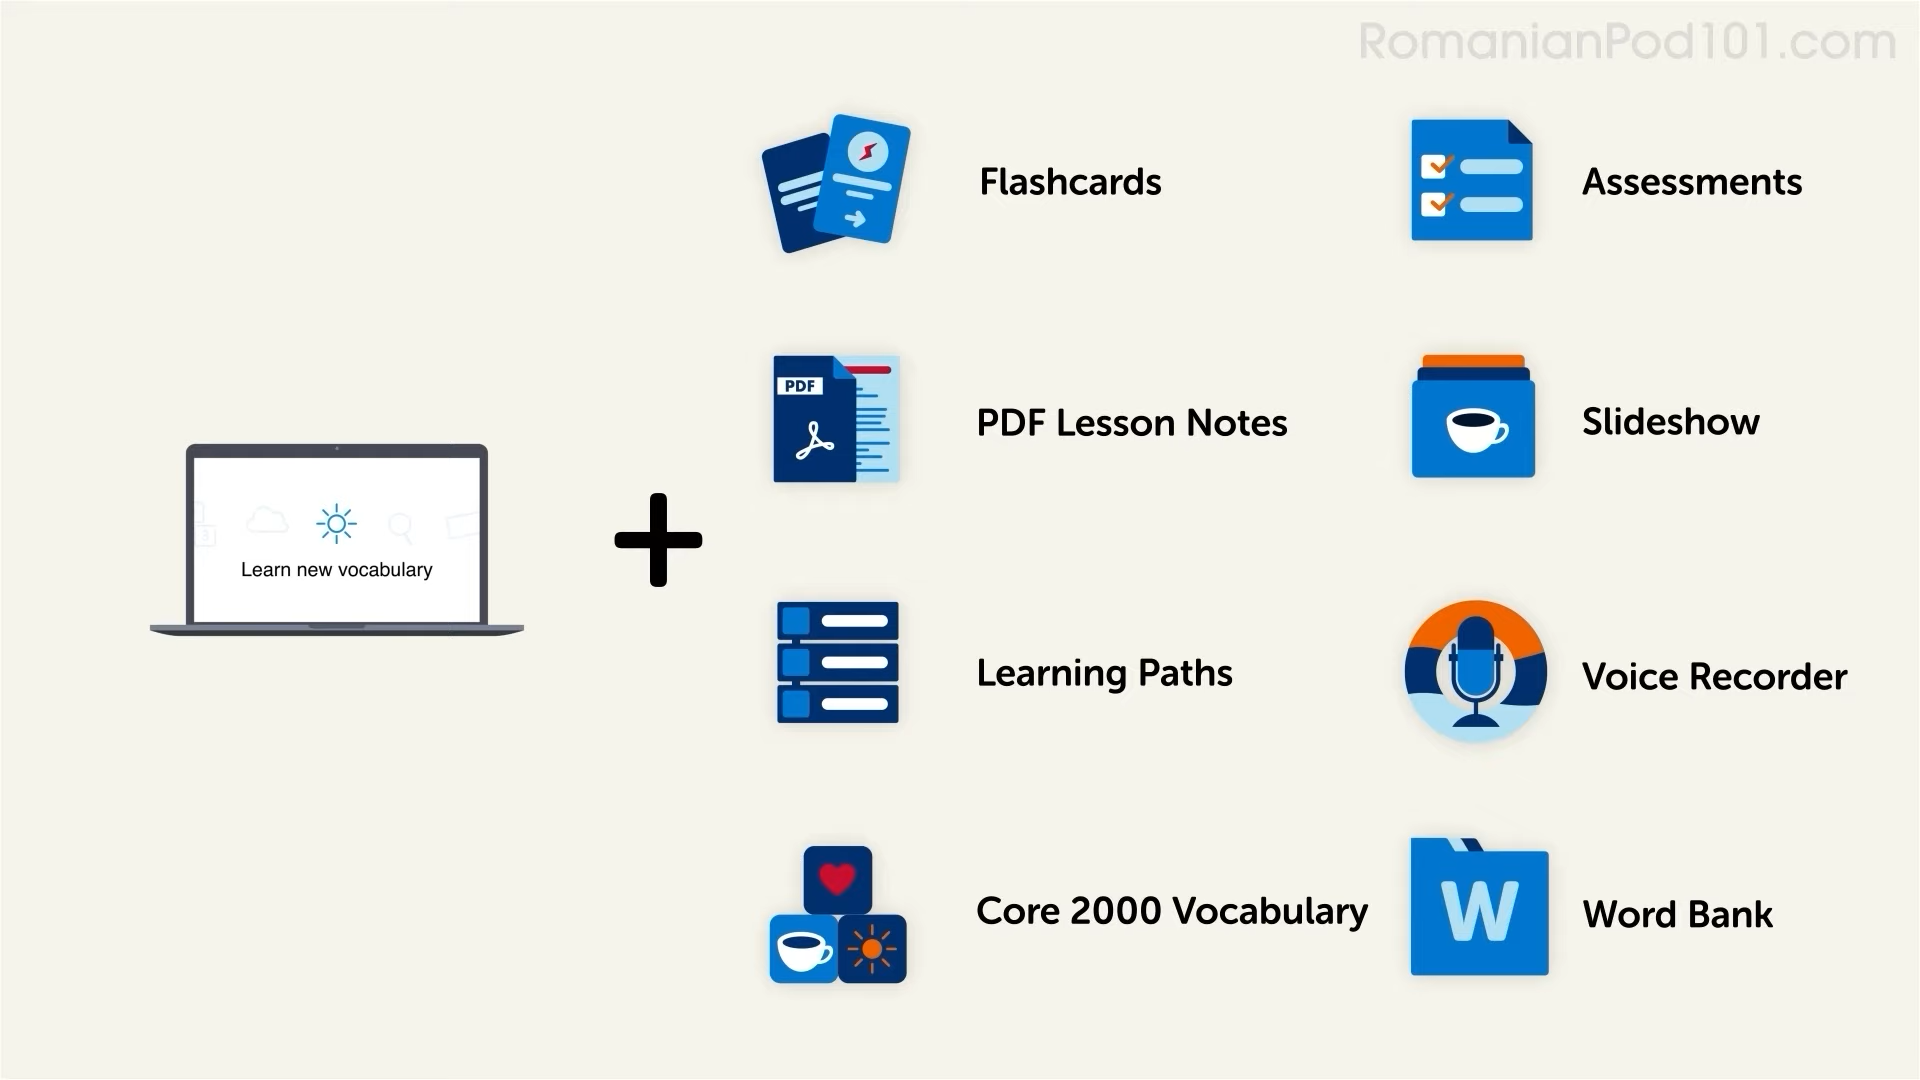 RomanianPod101.com
Flashcards
Assessments
PDF
PDF Lesson Notes
Slideshow
Learn new vocabulary
Learning Paths
Voice Recorder
Core 2000 Vocabulary
W
Word Bank